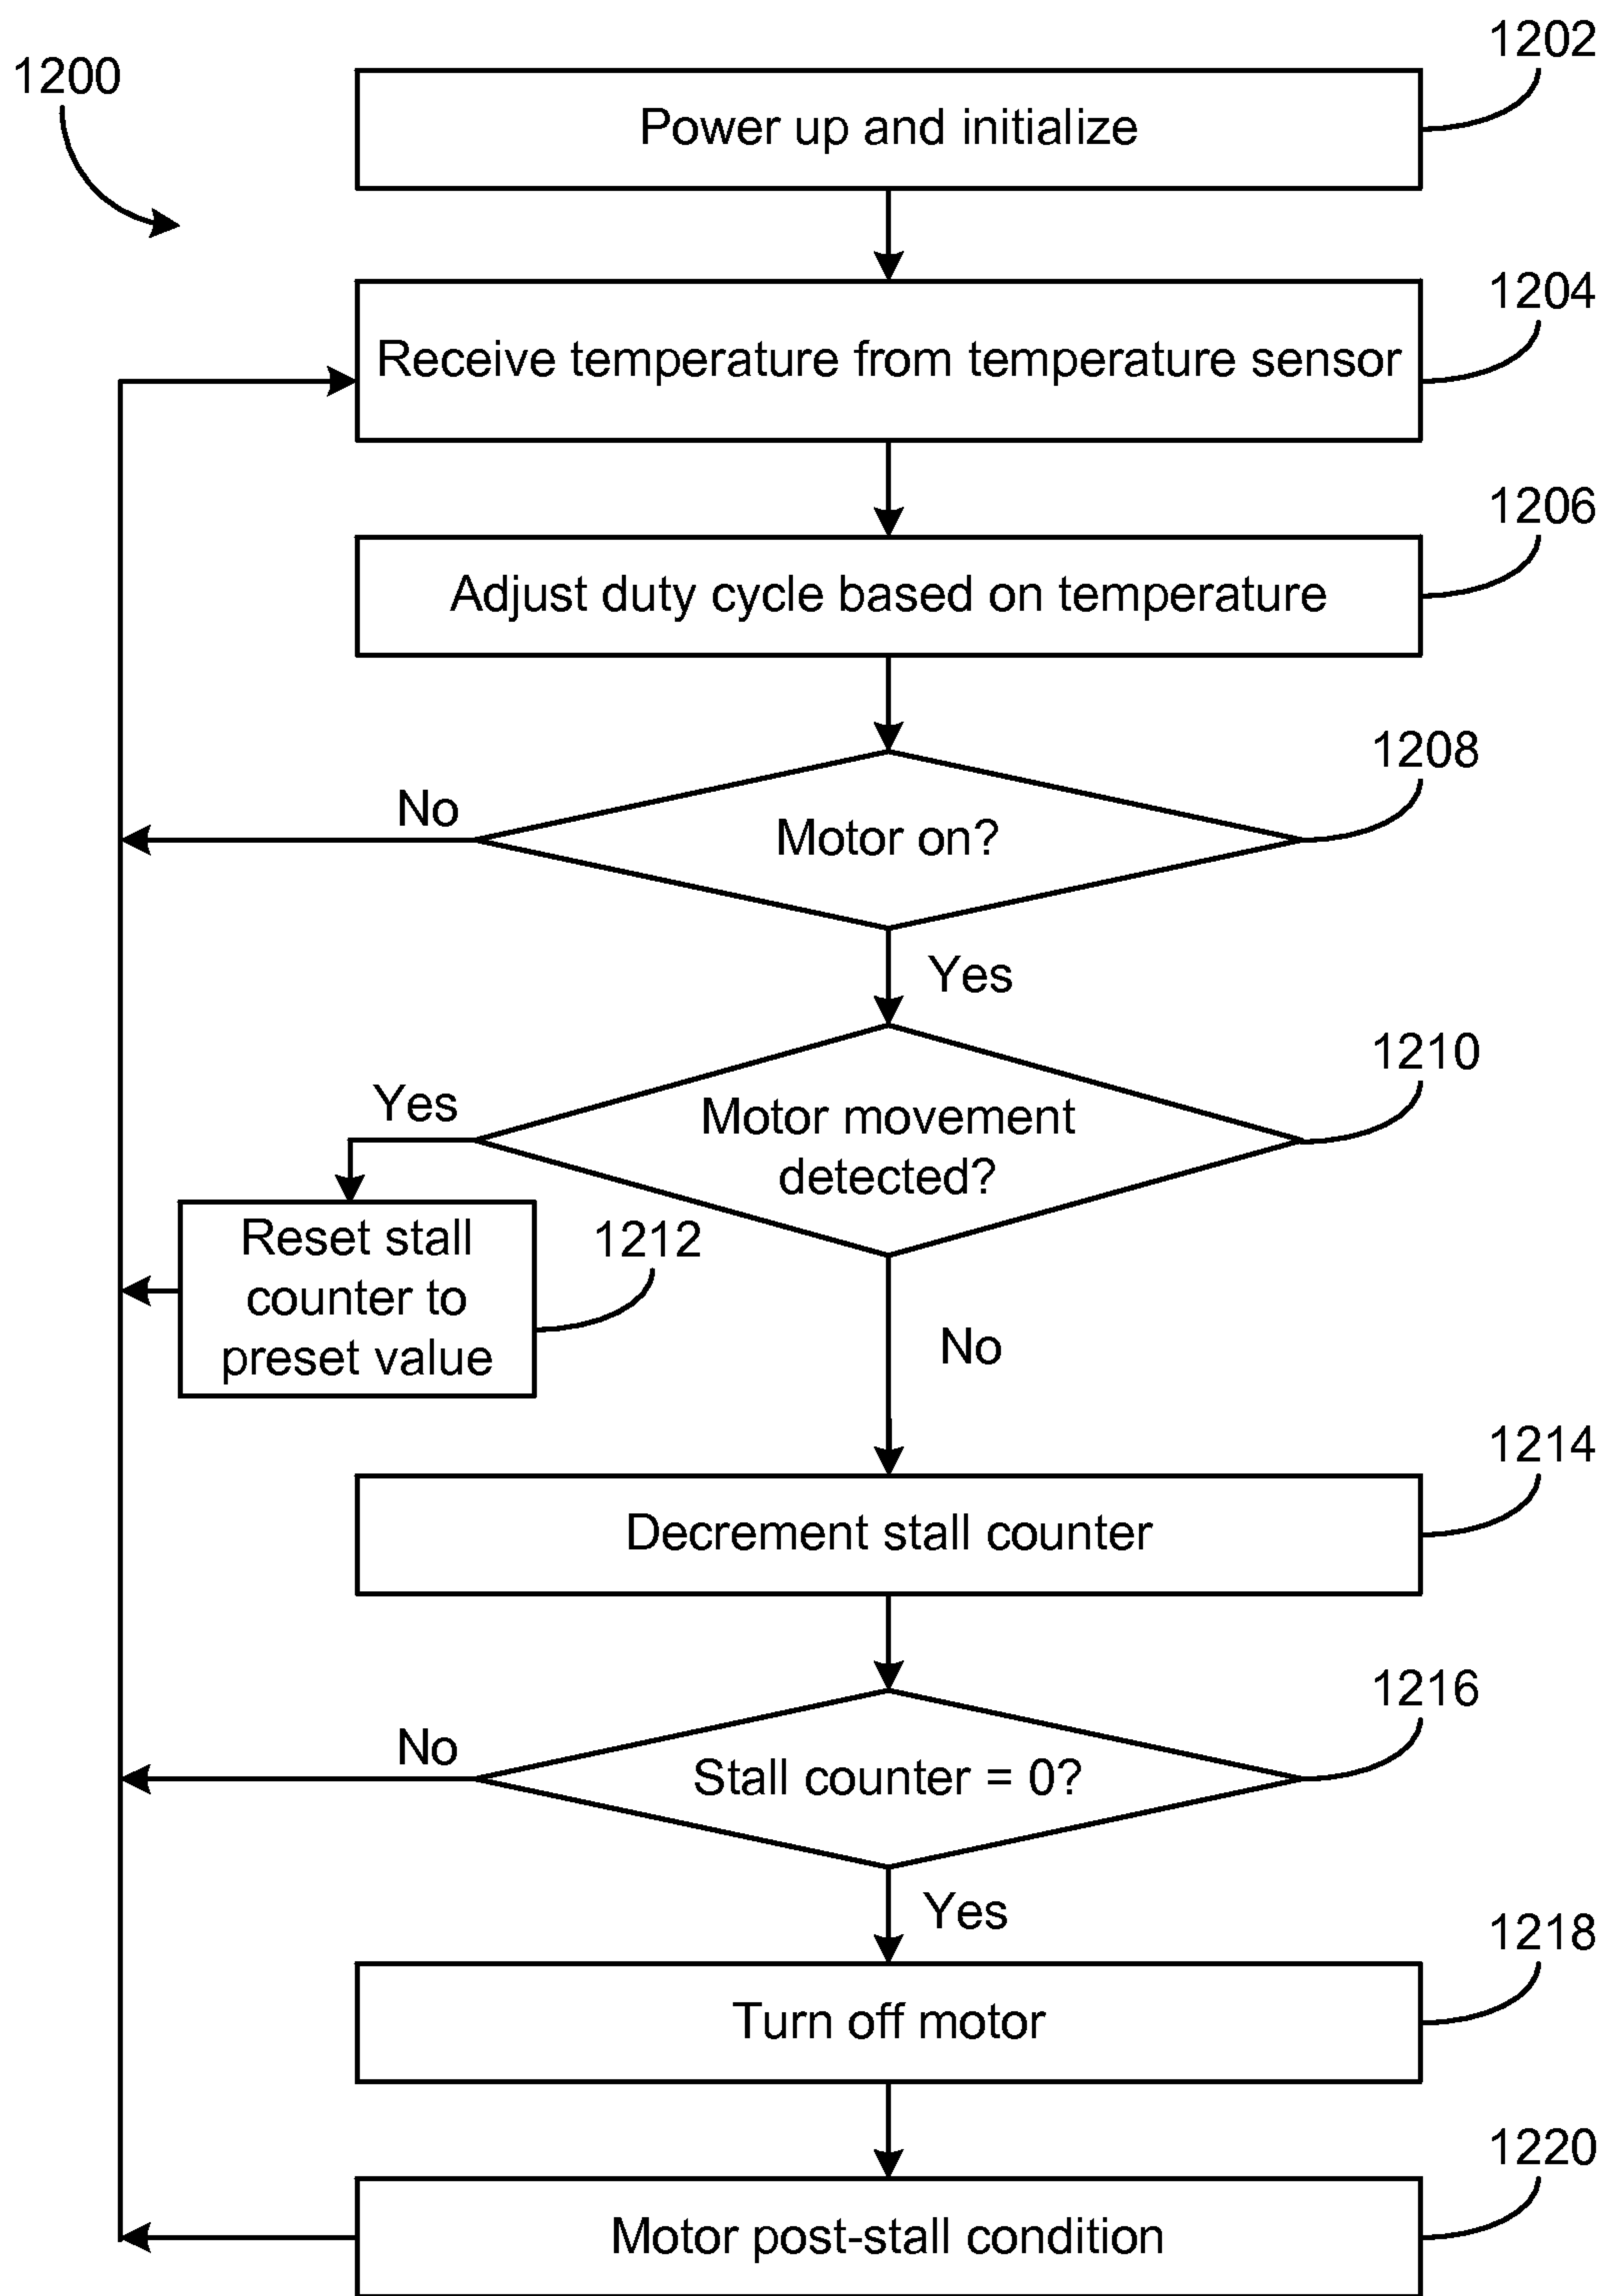 1200
1202
Power up and initialize
1204
Receive temperature from temperature sensor
1206
Adjust duty cycle based on temperature
1208
No
Motor on?
Yes
1210
Yes
Motor movement
detected?
Reset stall
counter to
preset value
1212
No
1214
Decrement stall counter
1216
No
Stall counter = 0?
Yes
1218
Turn off motor
1220
Motor post-stall condition